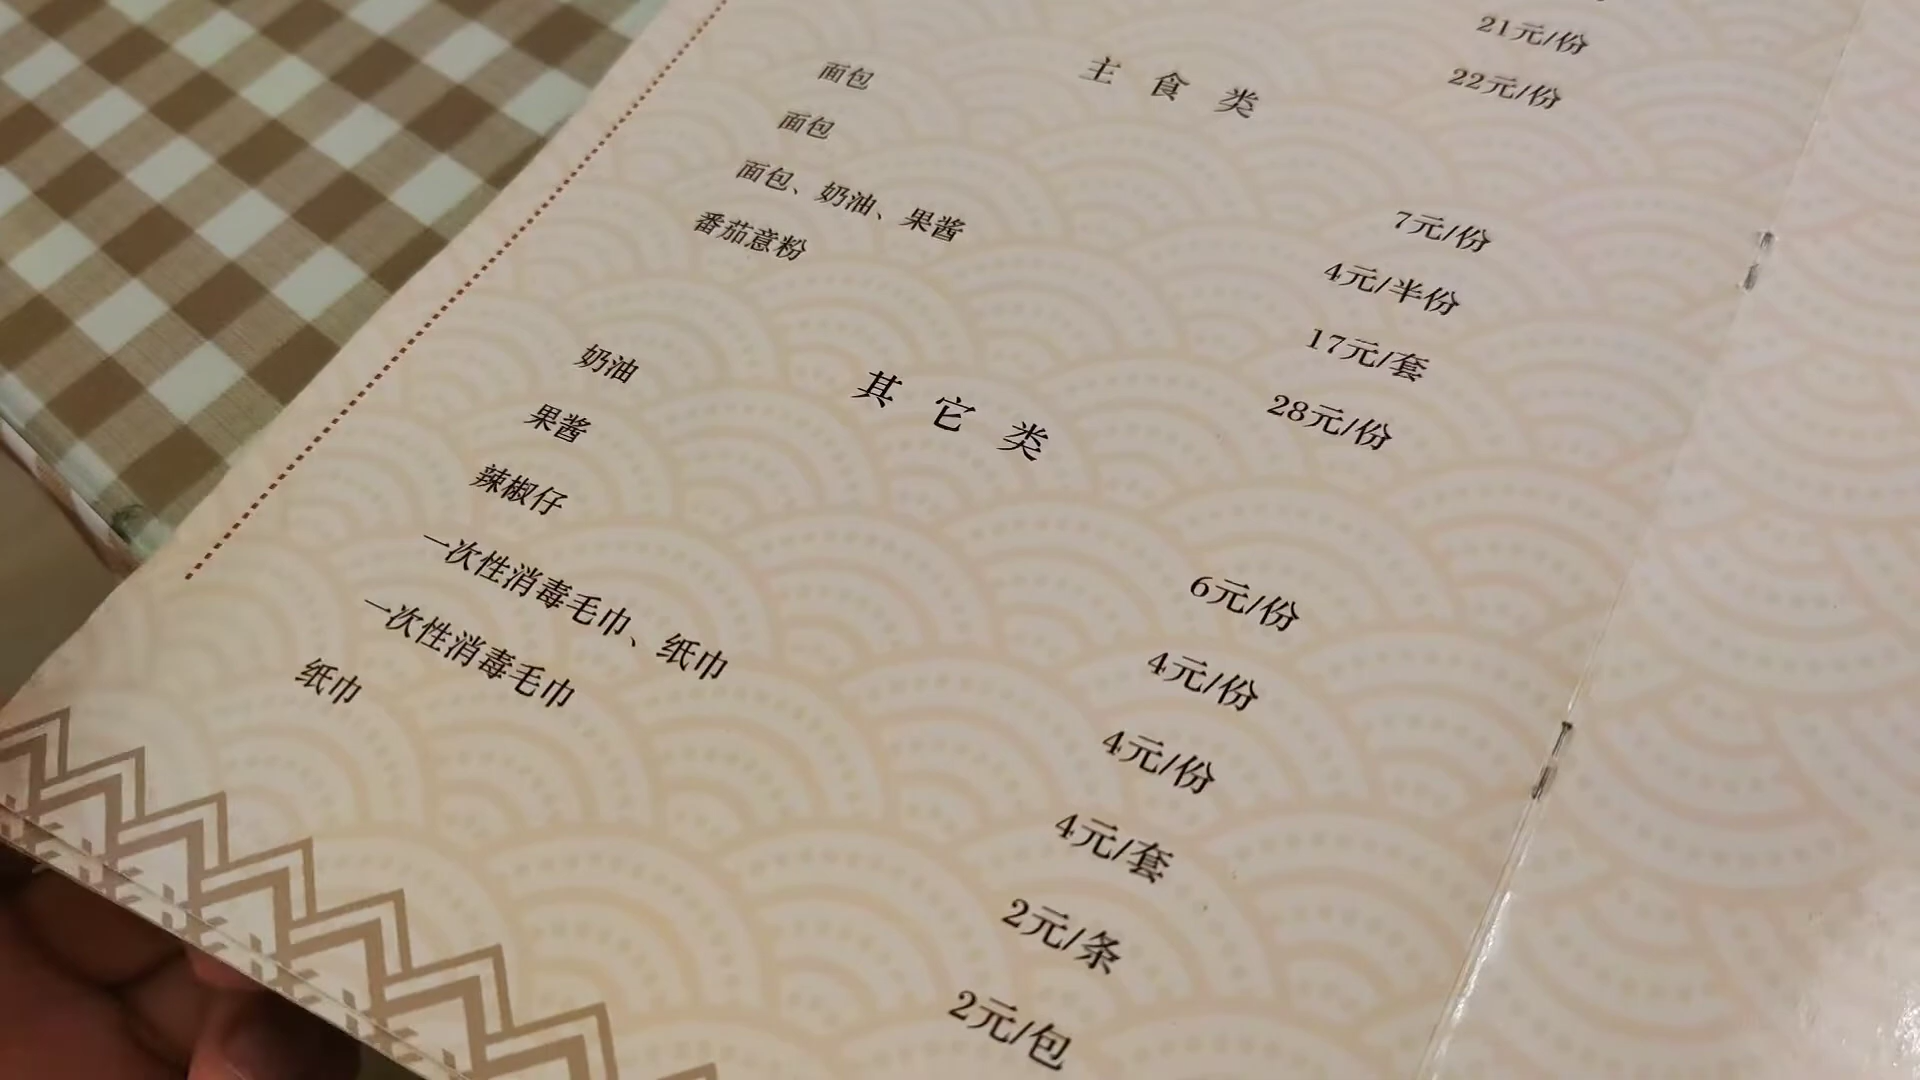 21元/份
22元/份
主食类
面包 7元/份
面包 4元/半份
面包、奶油、果酱 17元/套
番茄意粉 28元/份
其它类
奶油 6元/份
果酱 4元/份
辣椒仔 4元/份
一次性消毒毛巾、纸巾 4元/套
一次性消毒毛巾 2元/条
纸巾 2元/包